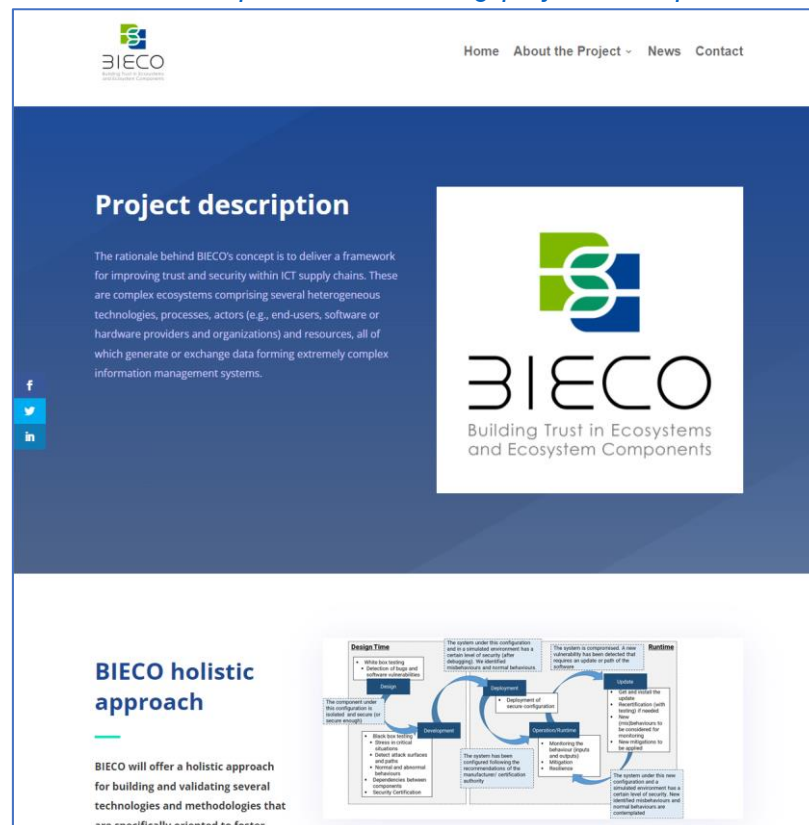 BIECO
Building Trust in Ecosystems
and Ecosystem Components
Home About the Project News Contact
Project description
The rationale behind BIECO's concept is to deliver a framework
for improving trust and security within ICT supply chains. These
are complex ecosystems comprising several heterogeneous
technologies, processes, actors (e.g., end-users, software or
hardware providers and organizations) and resources, all of
which generate or exchange data forming extremely complex
information management systems.
BIECO
Building Trust in Ecosystems
and Ecosystem Components
f
in
BIECO holistic
approach
BIECO will offer a holistic approach
for building and validating several
technologies and methodologies that
are specifically oriented to foster
Design Time
• White box testing
• Detection of bugs and
software vulnerabilities
Design
The component under
this configuration is
isolated and secure (or
secure enough)
Development
• Black box testing
• Stress in critical
situations
• Detect attack surfaces
and paths
• Normal and abnormal
behaviours
• Dependencies between
components
• Security Certification
The system under this configuration
and in a simulated environment has a
certain level of security (after
debugging). We identified
misbehaviours and normal behaviours.
Deployment
• Deployment of
secure configuration
The system has been
configured following the
recommendations of the
manufacturer/ certification
authority
Operation/Runtime
• Monitoring the
behaviour (inputs
and outputs)
• Mitigation
• Resilience
The system is compromised. A new
vulnerability has been detected that
requires an update or path of the
software
Runtime
Update
• Get and install the
update
• Recertification (with
testing) if needed
• New
(mis)behaviours to
be considered for
monitoring
• New mitigations to
be applied
The system under this new
configuration and a
simulated environment has a
certain level of security. New
identified misbehaviours and
normal behaviours are
contemplated